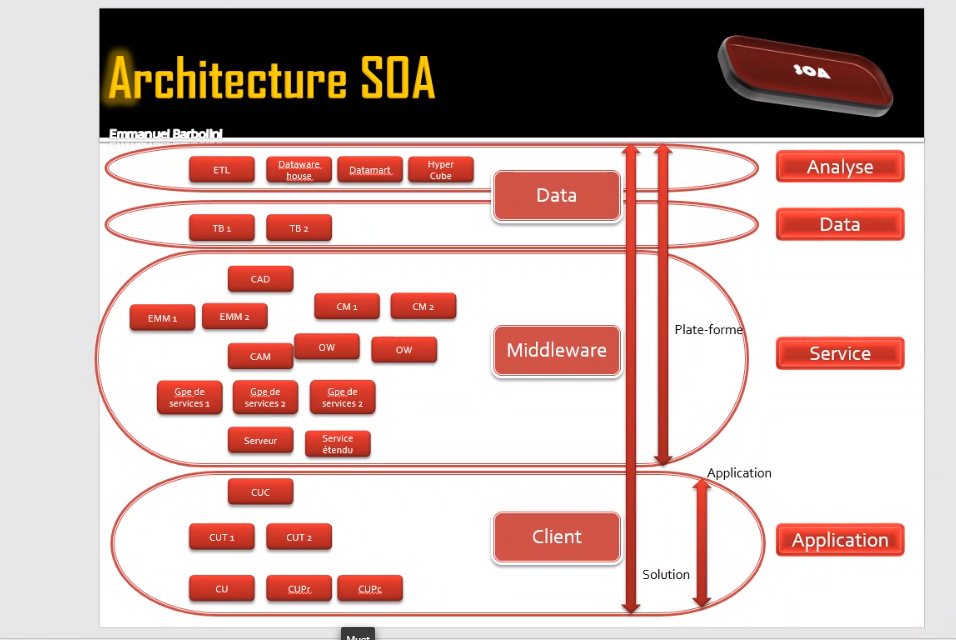 Architecture SOA
SOA
Emmanuel Barbolini
ETL
Dataware
house
Datamart
Hyper
Cube
Data
Analyse
TB 1
TB 2
Data
CAD
EMM 1
EMM 2
CM 1
CM 2
CAM
OW
OW
Middleware
Plate-forme
Service
Gpe de
services 1
Gpe de
services 2
Gpe de
services 2
Serveur
Service
étendu
Application
CUC
CUT 1
CUT 2
Client
Application
Solution
CU
CUPr
CUPc
Muet